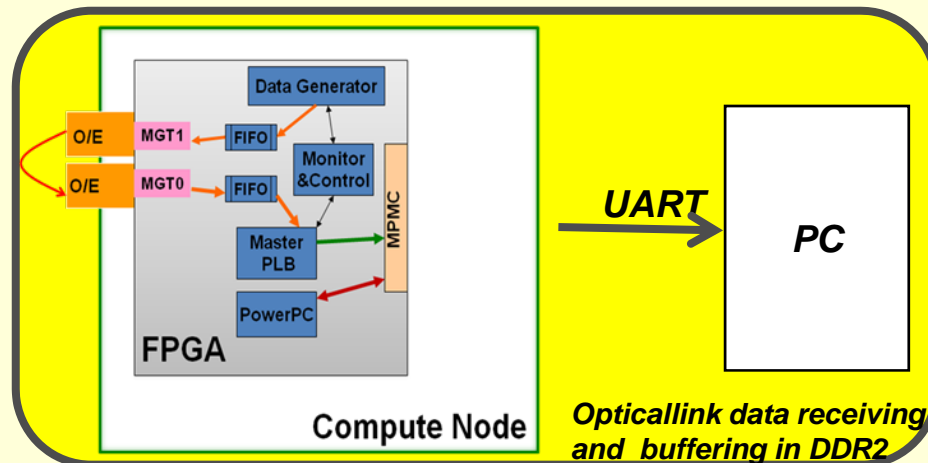 Data Generator
O/E
MGT1
FIFO
Monitor
&Control
O/E
MGT0
FIFO
MPMC
Master
PLB
PowerPC
FPGA
Compute Node
UART
PC
Opticallink data receiving
and buffering in DDR2